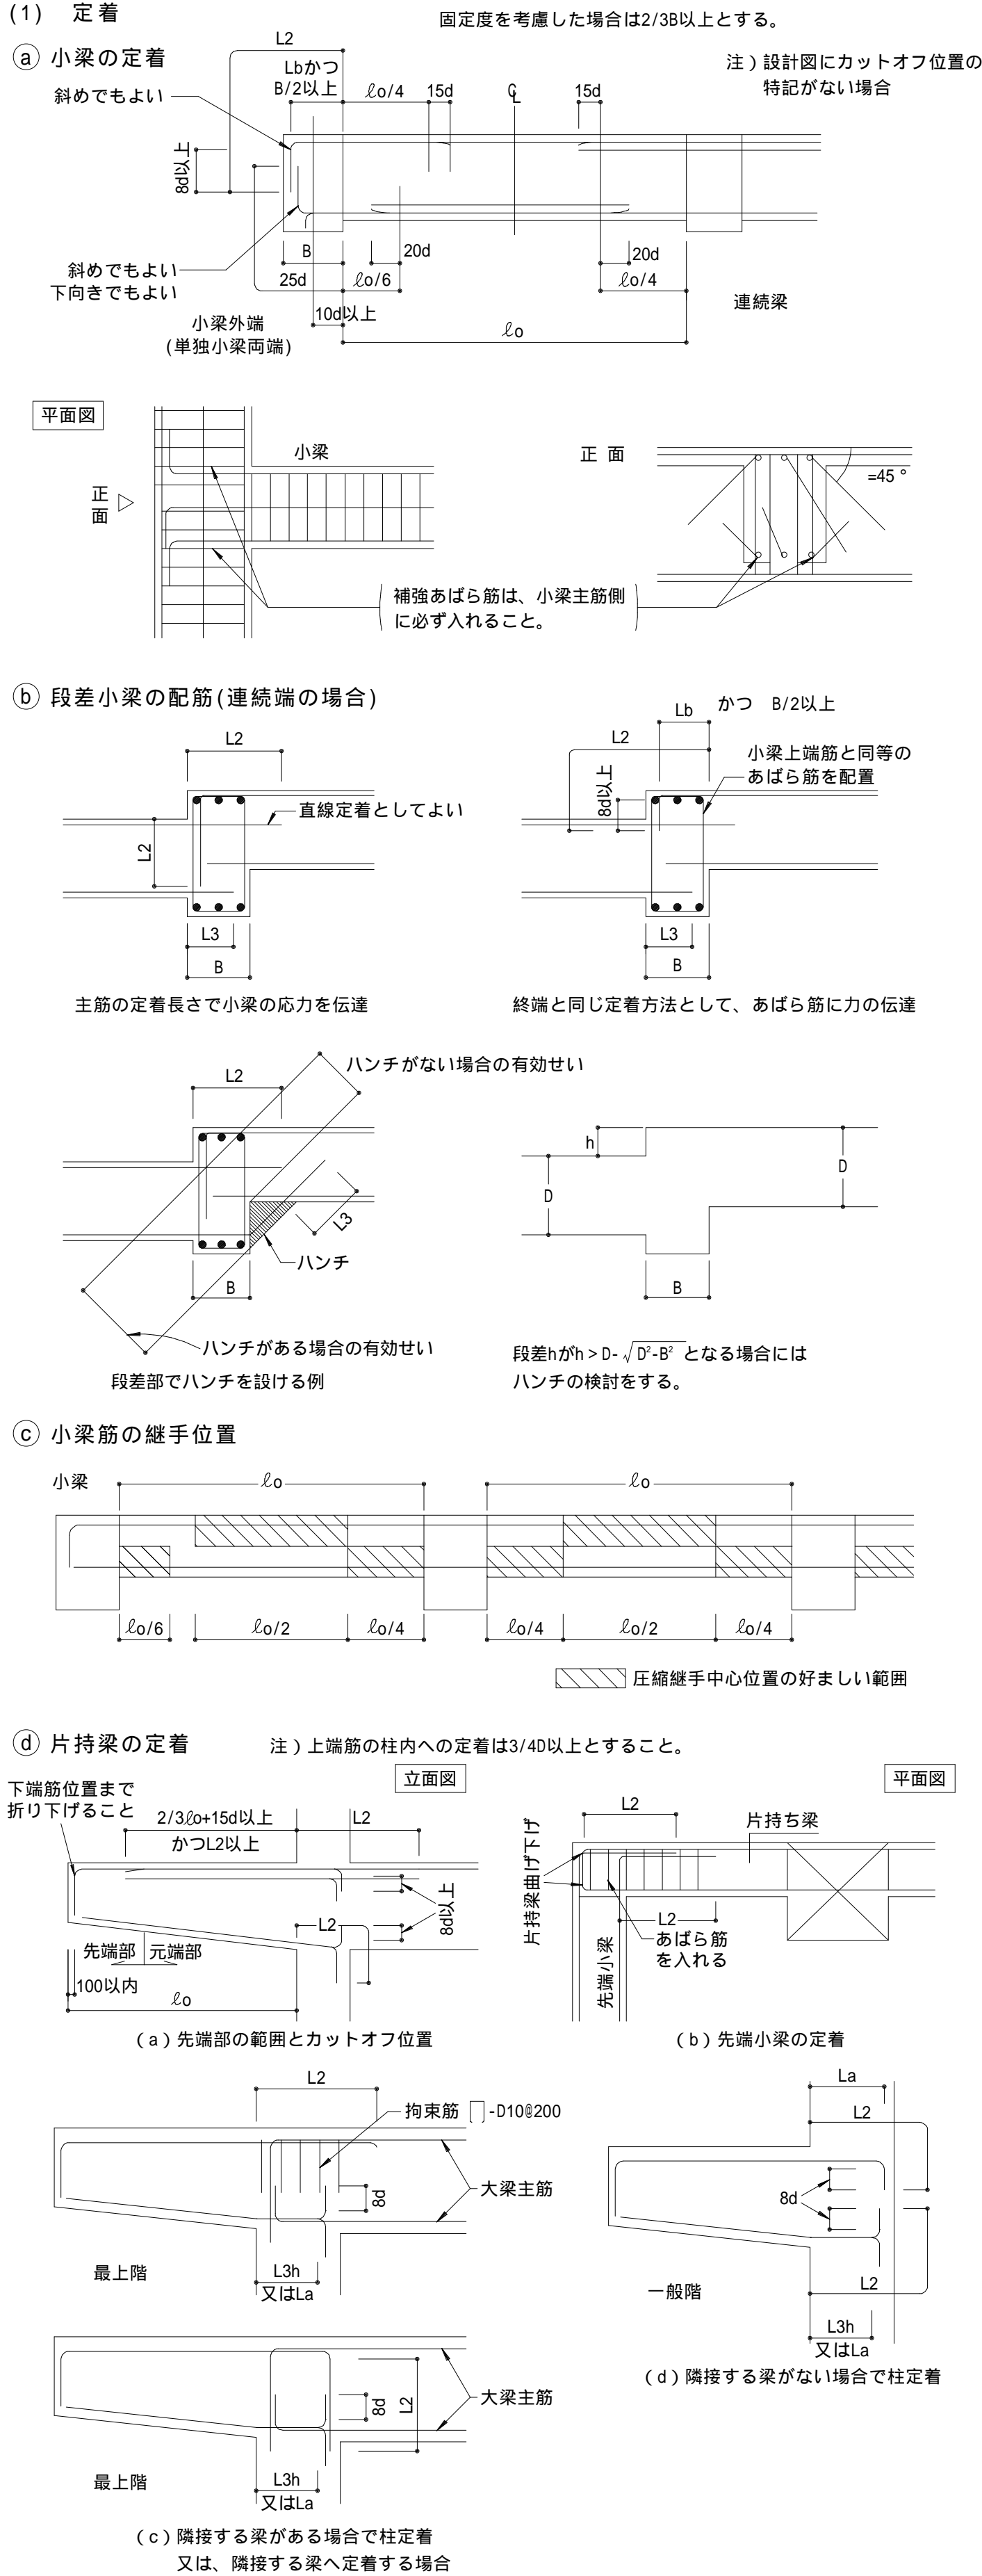 (1) 定着
固定度を考慮した場合は2/3B以上とする。
ⓐ 小梁の定着
注）設計図にカットオフ位置の
特記がない場合
L2
Lbかつ
B/2以上
ℓo/4
15d
CL
15d
斜めでもよい
8d以上
B
20d
20d
斜めでもよい
下向きでもよい
25d
ℓo/6
ℓo/4
10d以上
連続梁
小梁外端
(単独小梁両端)
ℓo
平面図
小梁
正面
正 面
=45°
補強あばら筋は、小梁主筋側
に必ず入れること。
ⓑ 段差小梁の配筋(連続端の場合)
L2
直線定着としてよい
L2
L3
B
主筋の定着長さで小梁の応力を伝達
Lb
かつ B/2以上
L2
小梁上端筋と同等の
あばら筋を配置
8d以上
L3
B
終端と同じ定着方法として、あばら筋に力の伝達
ハンチがない場合の有効せい
L2
L3
ハンチ
B
ハンチがある場合の有効せい
段差部でハンチを設ける例
h
D
D
B
段差hがh>D-√D²-B² となる場合には
ハンチの検討をする。
ⓒ 小梁筋の継手位置
小梁
ℓo
ℓo
ℓo/6
ℓo/2
ℓo/4
ℓo/4
ℓo/2
ℓo/4
圧縮継手中心位置の好ましい範囲
ⓓ 片持梁の定着
注）上端筋の柱内への定着は3/4D以上とすること。
立面図
平面図
下端筋位置まで
折り下げること
2/3ℓo+15d以上
かつL2以上
L2
8d以上
L2
先端部
元端部
100以内
ℓo
（a）先端部の範囲とカットオフ位置
L2
片持ち梁
片持梁曲げ下げ
L2
あばら筋
を入れる
先端小梁
（b）先端小梁の定着
L2
拘束筋 -D10@200
大梁主筋
8d
最上階
L3h
又はLa
La
L2
8d
一般階
L2
L3h
又はLa
（d）隣接する梁がない場合で柱定着
大梁主筋
8d
L2
最上階
L3h
又はLa
（c）隣接する梁がある場合で柱定着
又は、隣接する梁へ定着する場合